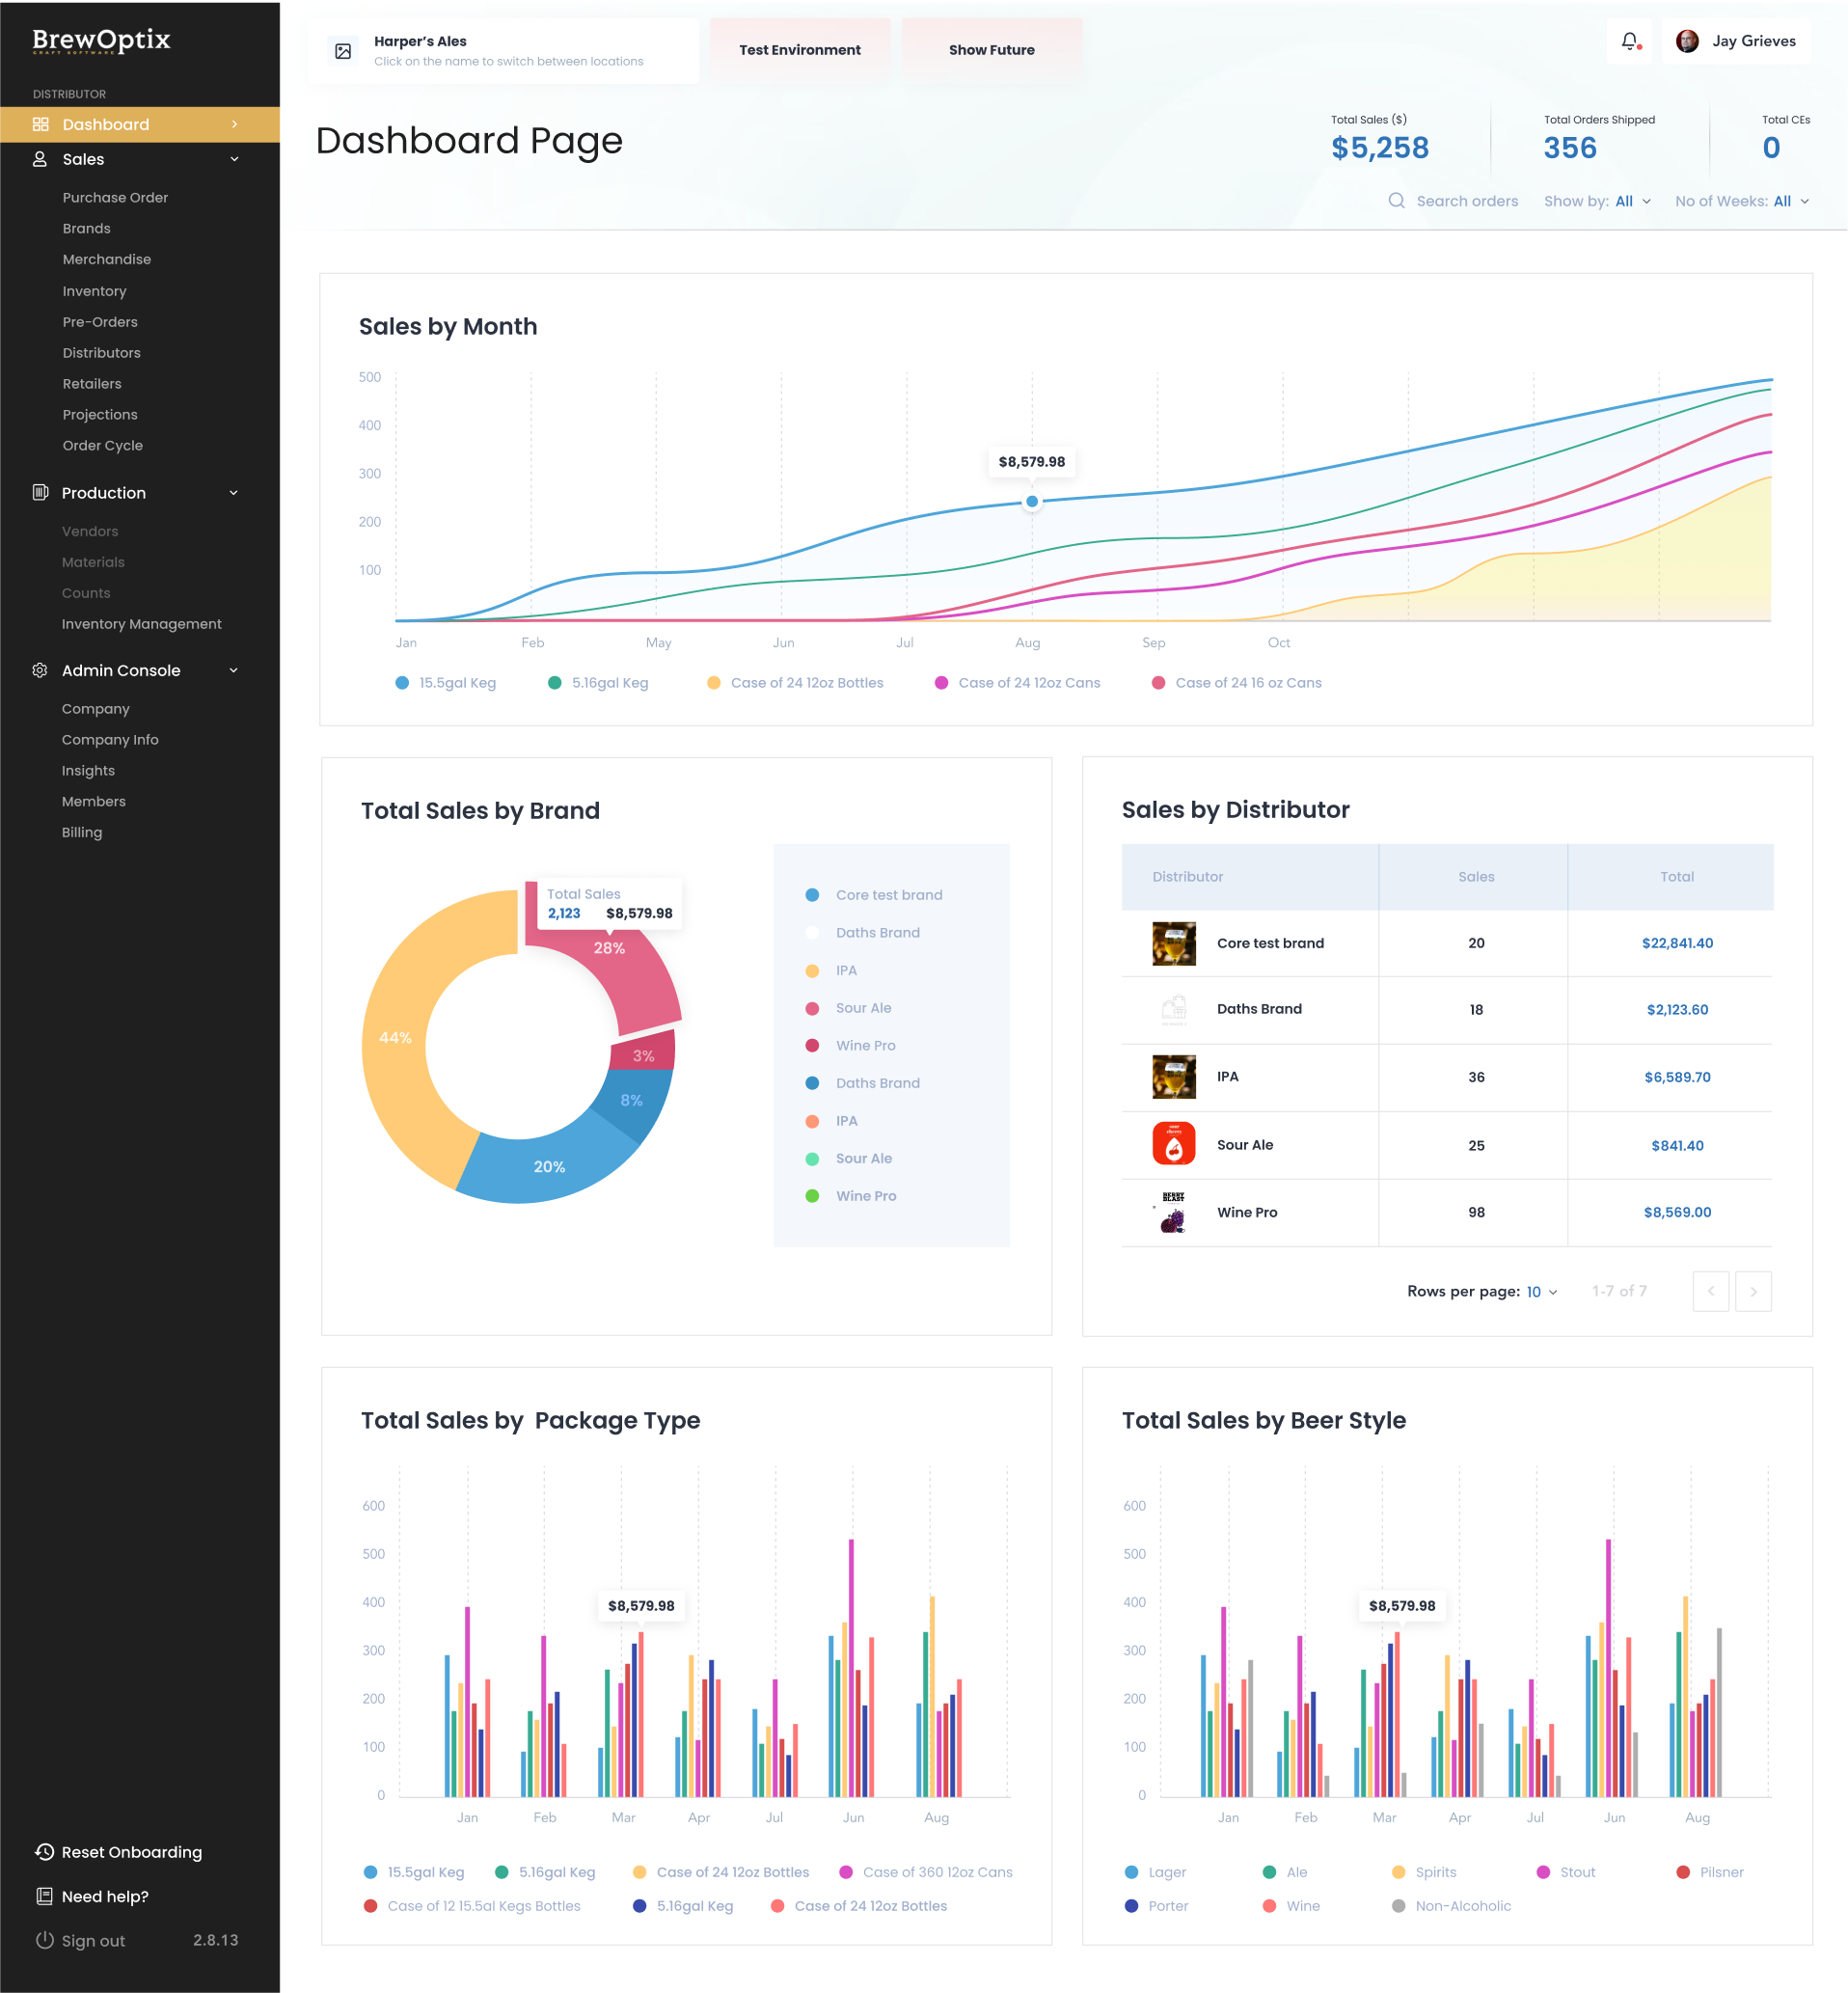 BrewOptix
CRAFT SOFTWARE
DISTRIBUTOR
Dashboard
Sales
Purchase Order
Brands
Merchandise
Inventory
Pre-Orders
Distributors
Retailers
Projections
Order Cycle
Production
Vendors
Materials
Counts
Inventory Management
Admin Console
Company
Company Info
Insights
Members
Billing
Reset Onboarding
Need help?
Sign out 2.8.13
Harper's Ales
Click on the name to switch between locations
Test Environment
Show Future
Jay Grieves
Dashboard Page
Total Sales ($)
$5,258
Total Orders Shipped
356
Total CEs
0
Search orders Show by: All No of Weeks: All
Sales by Month
500
400
300
200
100
$8,579.98
Jan Feb May Jun Jul Aug Sep Oct
15.5gal Keg 5.16gal Keg Case of 24 12oz Bottles Case of 24 12oz Cans Case of 24 16 oz Cans
Total Sales by Brand
Total Sales
2,123 $8,579.98
28%
44%
3%
8%
20%
Core test brand
Daths Brand
IPA
Sour Ale
Wine Pro
Daths Brand
IPA
Sour Ale
Wine Pro
Sales by Distributor
Distributor Sales Total
Core test brand 20 $22,841.40
Daths Brand 18 $2,123.60
IPA 36 $6,589.70
Sour Ale 25 $841.40
BERRY
BLAST
Wine Pro 98 $8,569.00
Rows per page: 10 1-7 of 7
Total Sales by Package Type
600
500
400
300
200
100
0
$8,579.98
Jan Feb Mar Apr Jul Jun Aug
15.5gal Keg 5.16gal Keg Case of 24 12oz Bottles Case of 360 12oz Cans
Case of 12 15.5al Kegs Bottles 5.16gal Keg Case of 24 12oz Bottles
Total Sales by Beer Style
600
500
400
300
200
100
0
$8,579.98
Jan Feb Mar Apr Jul Jun Aug
Lager Ale Spirits Stout Pilsner
Porter Wine Non-Alcoholic